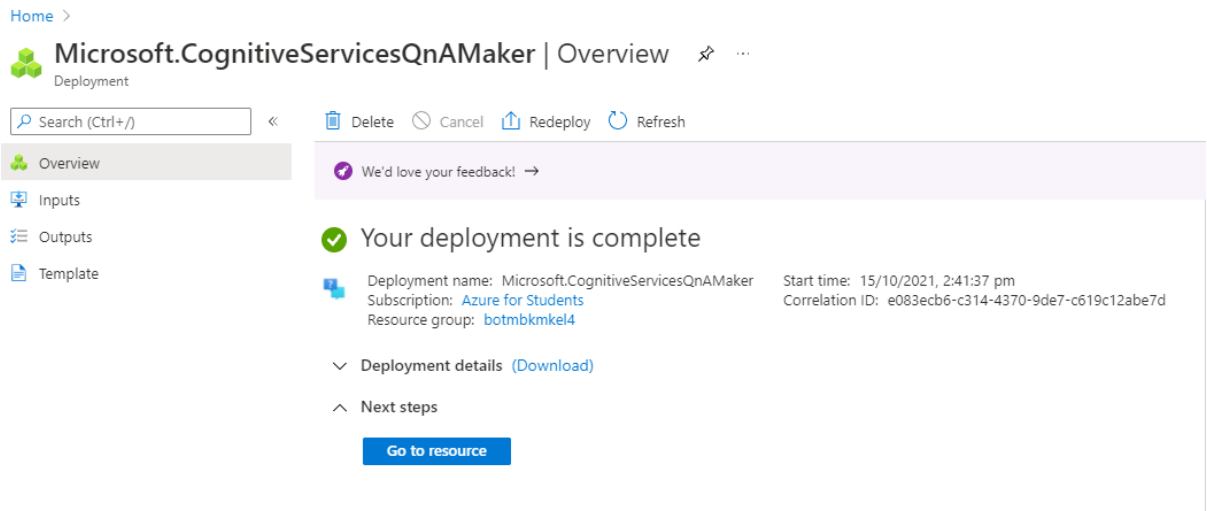 Home >
Microsoft.CognitiveServicesQnAMaker | Overview
Deployment
Search (Ctrl+/)
«
Delete
Cancel
Redeploy
Refresh
Overview
Inputs
Outputs
Template
We'd love your feedback! →
Your deployment is complete
Deployment name: Microsoft.CognitiveServicesQnAMaker
Subscription: Azure for Students
Resource group: botmbkmkel4
Start time: 15/10/2021, 2:41:37 pm
Correlation ID: e083ecb6-c314-4370-9de7-c619c12abe7d
Deployment details (Download)
Next steps
Go to resource